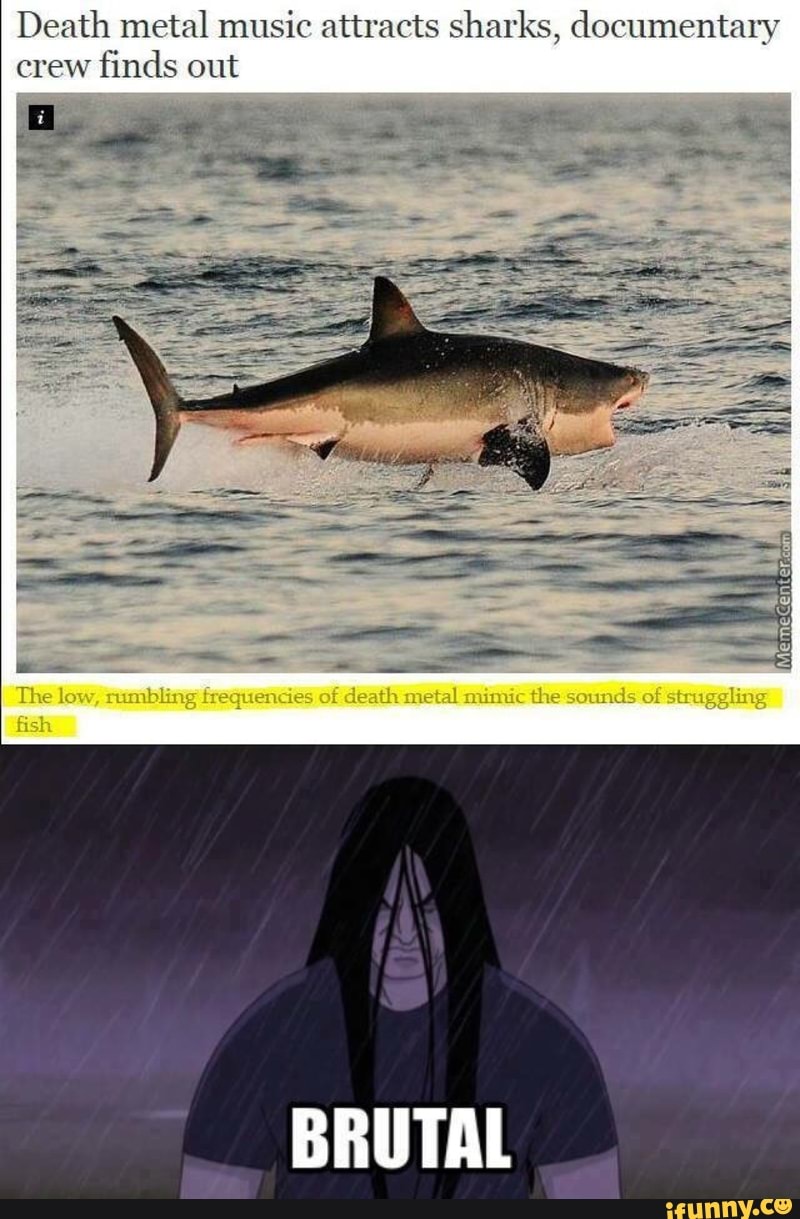 Death metal music attracts sharks, documentary
crew finds out
i
MemeCenter.com
The low, rumbling frequencies of death metal mimic the sounds of struggling
fish
BRUTAL
ifunny.co